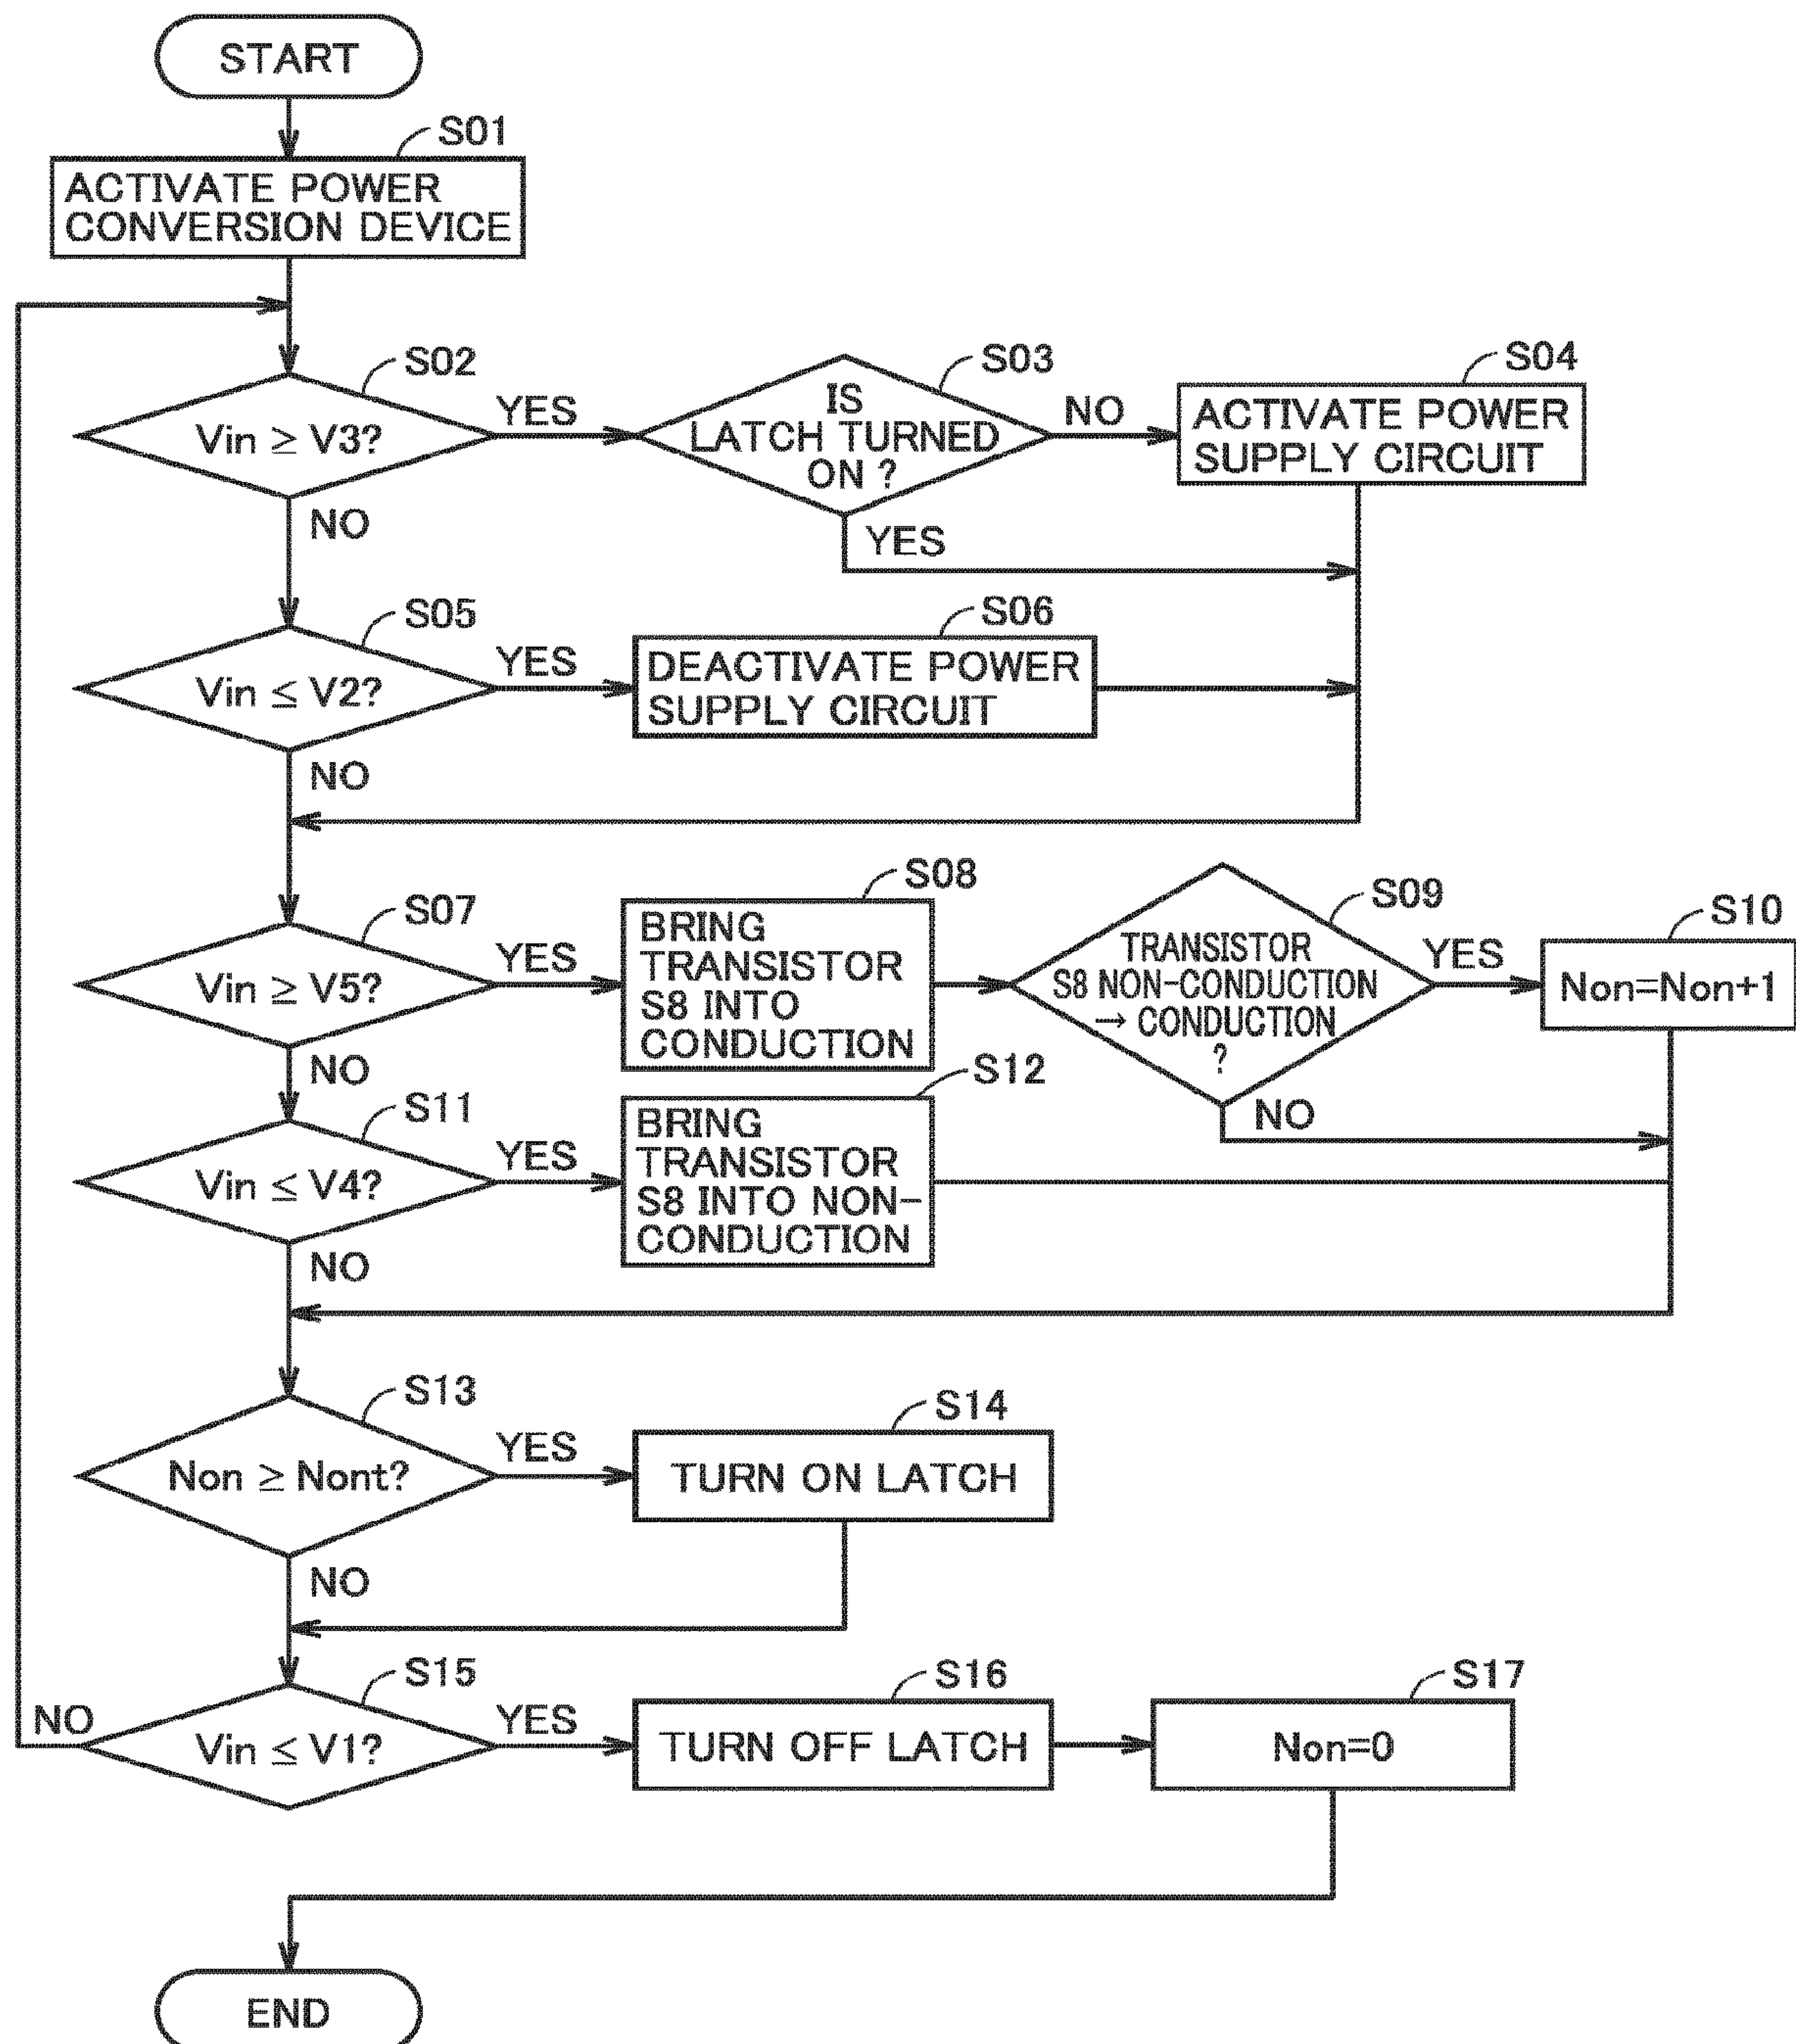 START
S01
ACTIVATE POWER
CONVERSION DEVICE
S02
Vin ≥ V3?
YES
NO
S03
IS
LATCH TURNED
ON ?
NO
YES
S04
ACTIVATE POWER
SUPPLY CIRCUIT
S05
Vin ≤ V2?
YES
NO
S06
DEACTIVATE POWER
SUPPLY CIRCUIT
S07
Vin ≥ V5?
YES
NO
S08
BRING
TRANSISTOR
S8 INTO
CONDUCTION
S09
TRANSISTOR
S8 NON-CONDUCTION
→ CONDUCTION
?
YES
NO
S10
Non=Non+1
S11
Vin ≤ V4?
YES
NO
S12
BRING
TRANSISTOR
S8 INTO NON-
CONDUCTION
S13
Non ≥ Nont?
YES
NO
S14
TURN ON LATCH
S15
Vin ≤ V1?
NO
YES
S16
TURN OFF LATCH
S17
Non=0
END